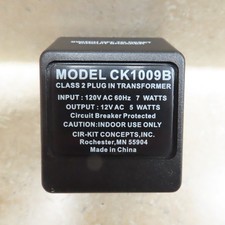 MODEL CK1009B
CLASS 2 PLUG IN TRANSFORMER
INPUT : 120V AC 60Hz 7 WATTS
OUTPUT : 12V AC 5 WATTS
Circuit Breaker Protected
CAUTION:INDOOR USE ONLY
CIR-KIT CONCEPTS,INC.
Rochester,MN 55904
Made in China